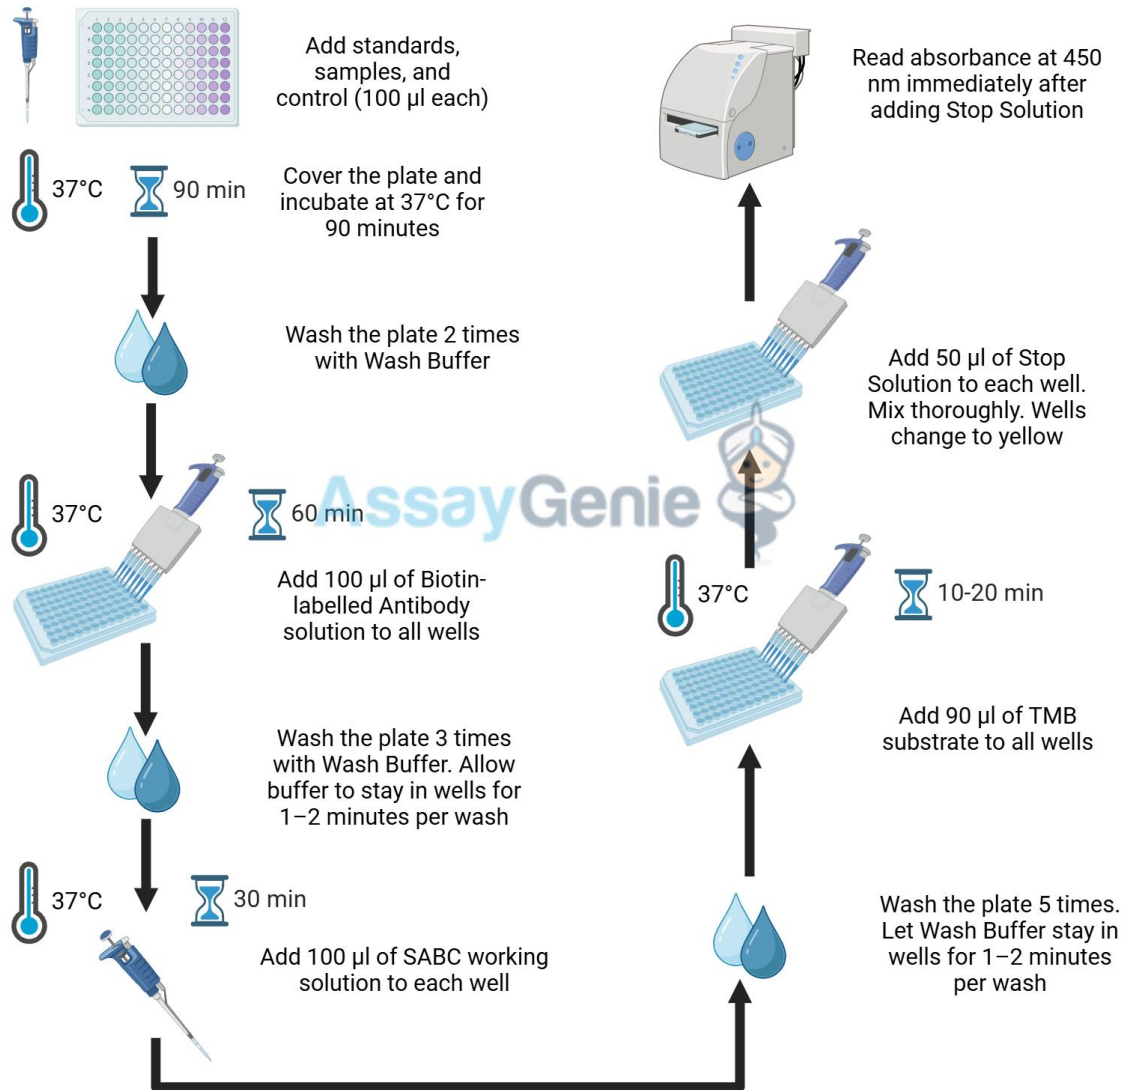 Add standards,
samples, and
control (100 µl each)
37°C
90 min
Cover the plate and
incubate at 37°C for
90 minutes
Wash the plate 2 times
with Wash Buffer
37°C
60 min
Add 100 µl of Biotin-
labelled Antibody
solution to all wells
Wash the plate 3 times
with Wash Buffer. Allow
buffer to stay in wells for
1–2 minutes per wash
37°C
30 min
Add 100 µl of SABC working
solution to each well
Wash the plate 5 times.
Let Wash Buffer stay in
wells for 1–2 minutes
per wash
37°C
10-20 min
Add 90 µl of TMB
substrate to all wells
Add 50 µl of Stop
Solution to each well.
Mix thoroughly. Wells
change to yellow
Read absorbance at 450
nm immediately after
adding Stop Solution
AssayGenie